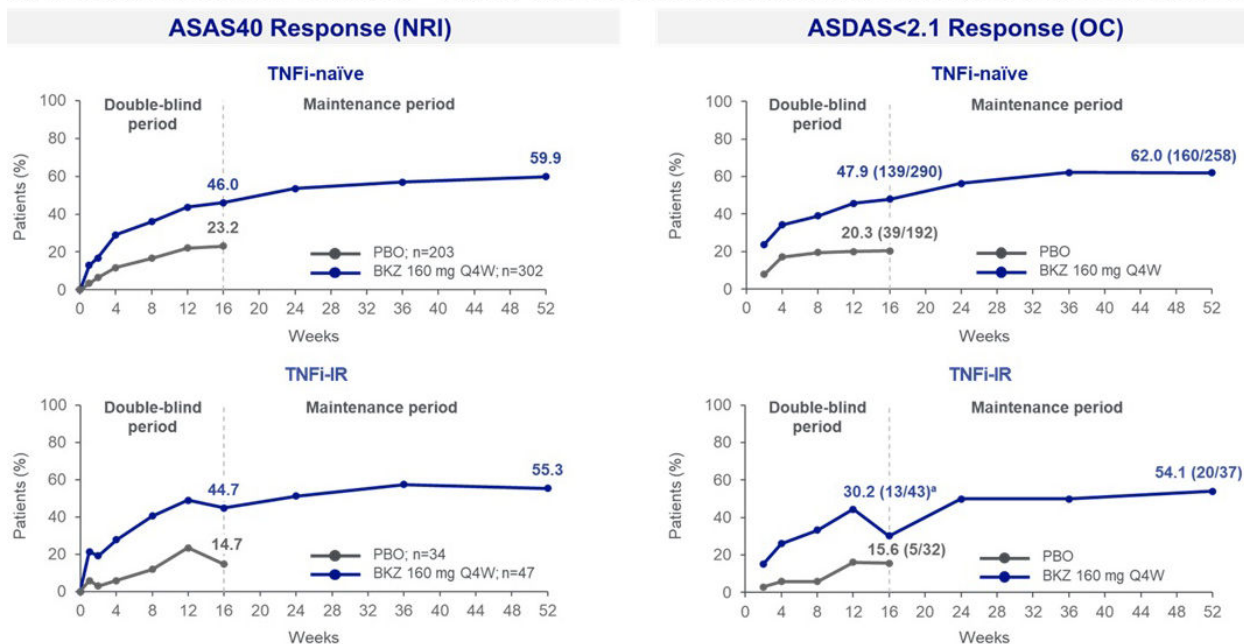 ASAS40 Response (NRI)
TNFi-naïve
100
80
60
40
20
0
Patients (%)
Double-blind
period
Maintenance period
46.0
59.9
23.2
PBO; n=203
BKZ 160 mg Q4W; n=302
0 4 8 12 16 20 24 28 32 36 40 44 48 52
Weeks
TNFi-IR
100
80
60
40
20
0
Patients (%)
Double-blind
period
Maintenance period
44.7
55.3
14.7
PBO; n=34
BKZ 160 mg Q4W; n=47
0 4 8 12 16 20 24 28 32 36 40 44 48 52
Weeks
ASDAS<2.1 Response (OC)
TNFi-naïve
100
80
60
40
20
0
Patients (%)
Double-blind
period
Maintenance period
47.9 (139/290)
62.0 (160/258)
20.3 (39/192)
PBO
BKZ 160 mg Q4W
0 4 8 12 16 20 24 28 32 36 40 44 48 52
Weeks
TNFi-IR
100
80
60
40
20
0
Patients (%)
Double-blind
period
Maintenance period
30.2 (13/43)ᵃ
54.1 (20/37)
15.6 (5/32)
PBO
BKZ 160 mg Q4W
0 4 8 12 16 20 24 28 32 36 40 44 48 52
Weeks